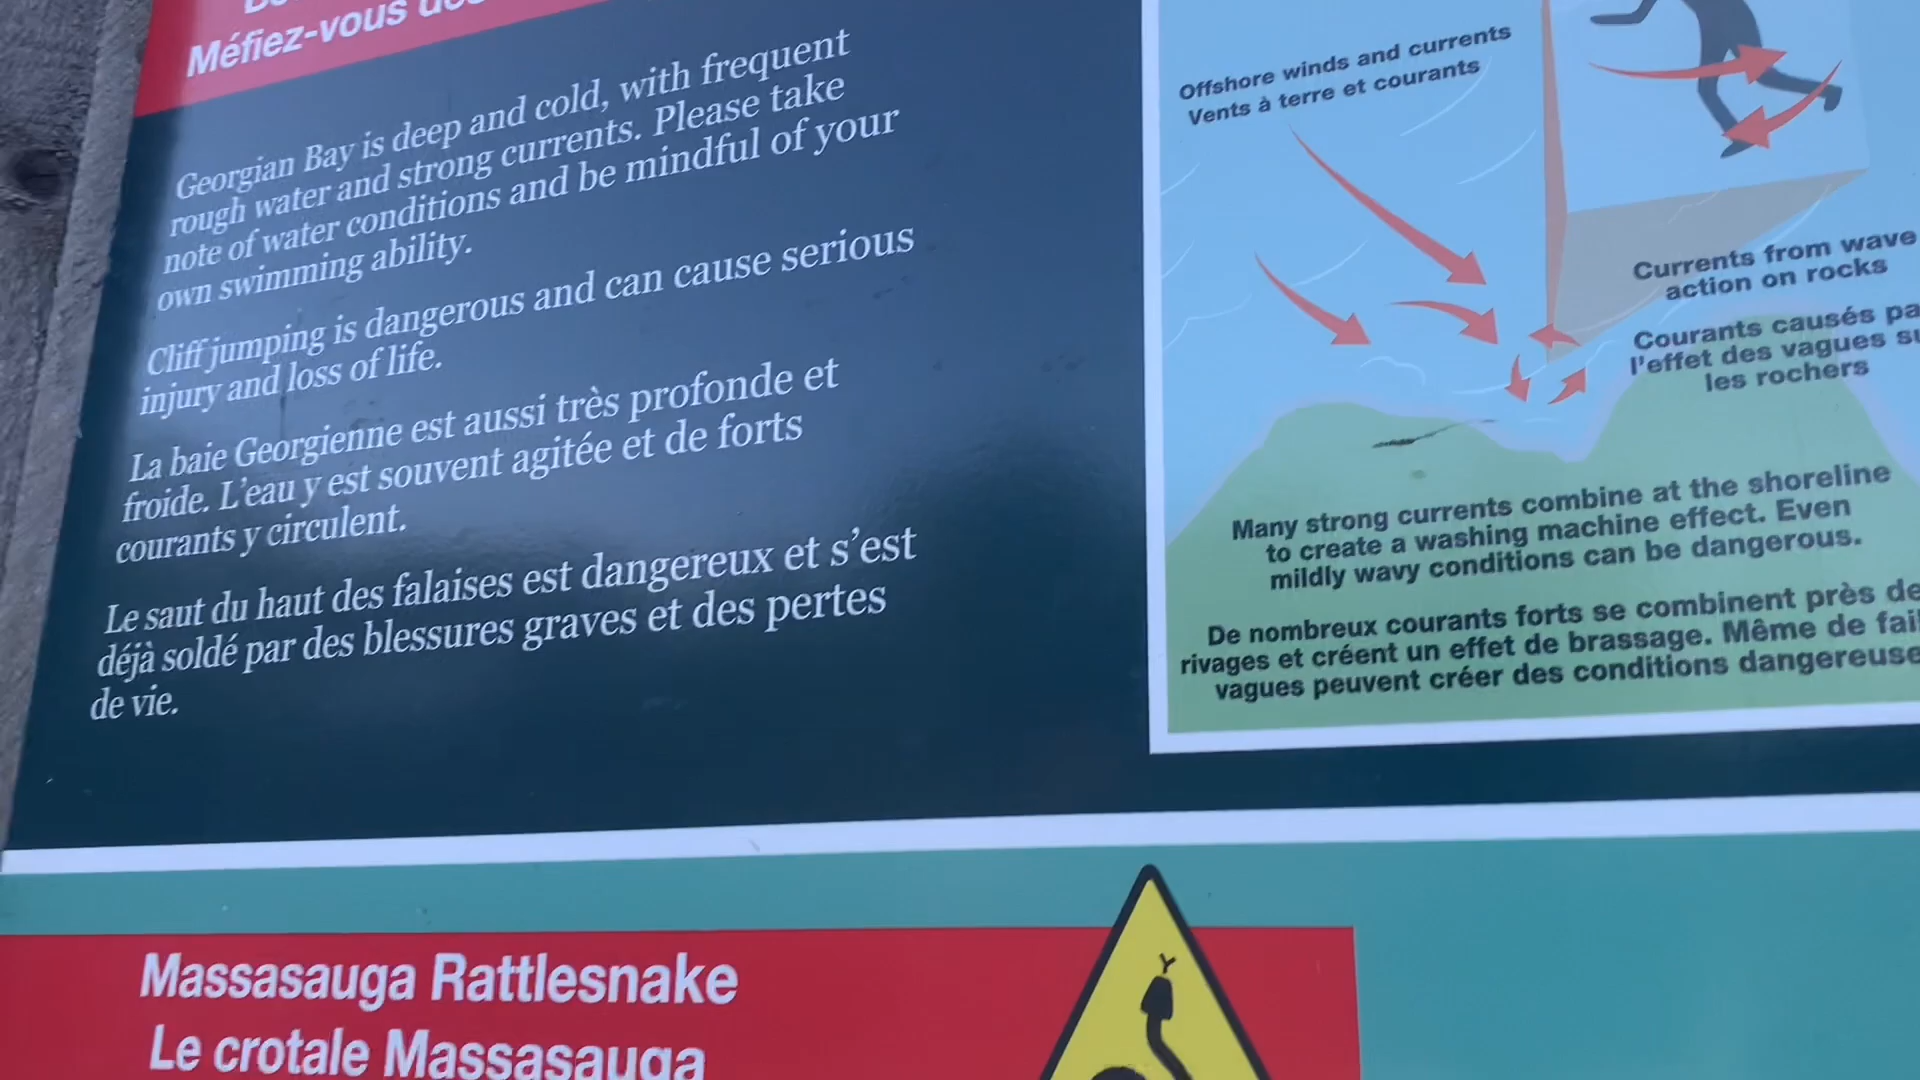 Méfiez-vous
Georgian Bay is deep and cold, with frequent
rough water and strong currents. Please take
note of water conditions and be mindful of your
own swimming ability.
Cliff jumping is dangerous and can cause serious
injury and loss of life.
La baie Georgienne est aussi très profonde et
froide. L'eau y est souvent agitée et de forts
courants y circulent.
Le saut du haut des falaises est dangereux et s'est
déjà soldé par des blessures graves et des pertes
de vie.
Offshore winds and currents
Vents à terre et courants
Currents from wave
action on rocks
Courants causés
l'effet des vagues
les rochers
Many strong currents combine at the shoreline
to create a washing machine effect. Even
mildly wavy conditions can be dangerous.
De nombreux courants forts se combinent près
rivages et créent un effet de brassage. Même de
vagues peuvent créer des conditions
Massasauga Rattlesnake
Le crotale Massasauga